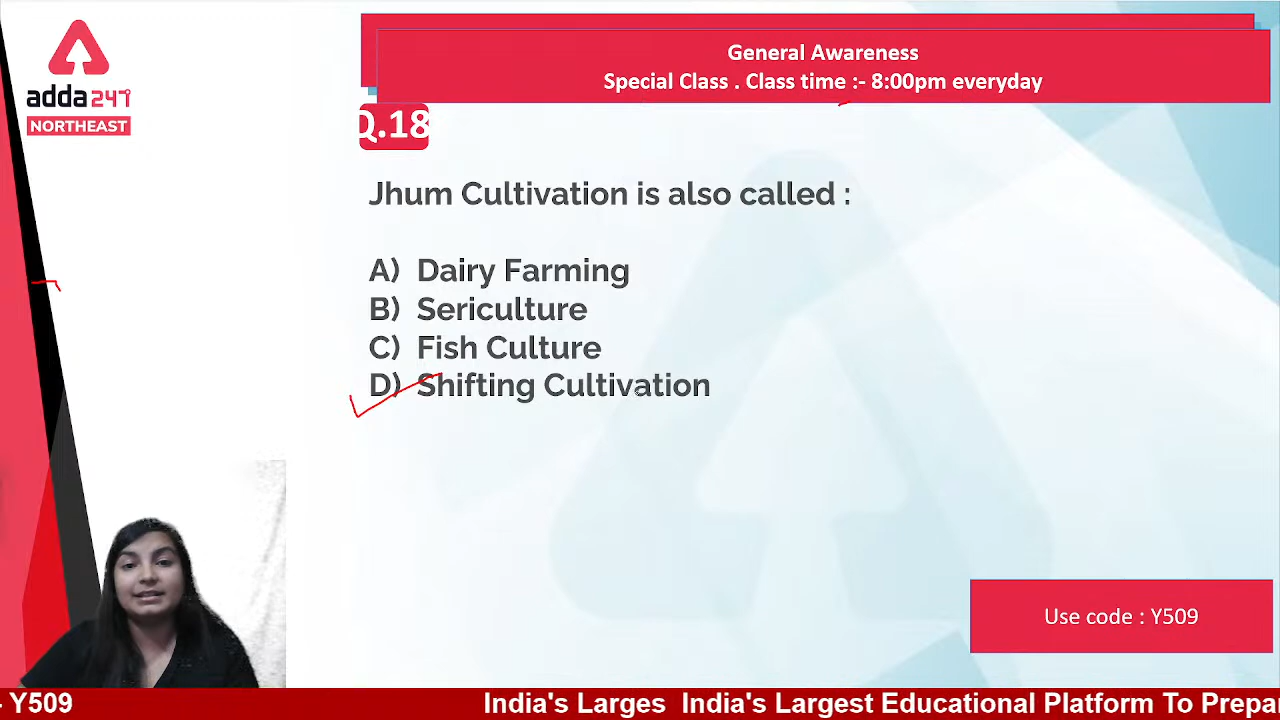 adda247
NORTHEAST
General Awareness
Special Class . Class time :- 8:00pm everyday
Q.18
Jhum Cultivation is also called :
A) Dairy Farming
B) Sericulture
C) Fish Culture
D) Shifting Cultivation
Use code : Y509
- Y509 India's Larges India's Largest Educational Platform To Prepa